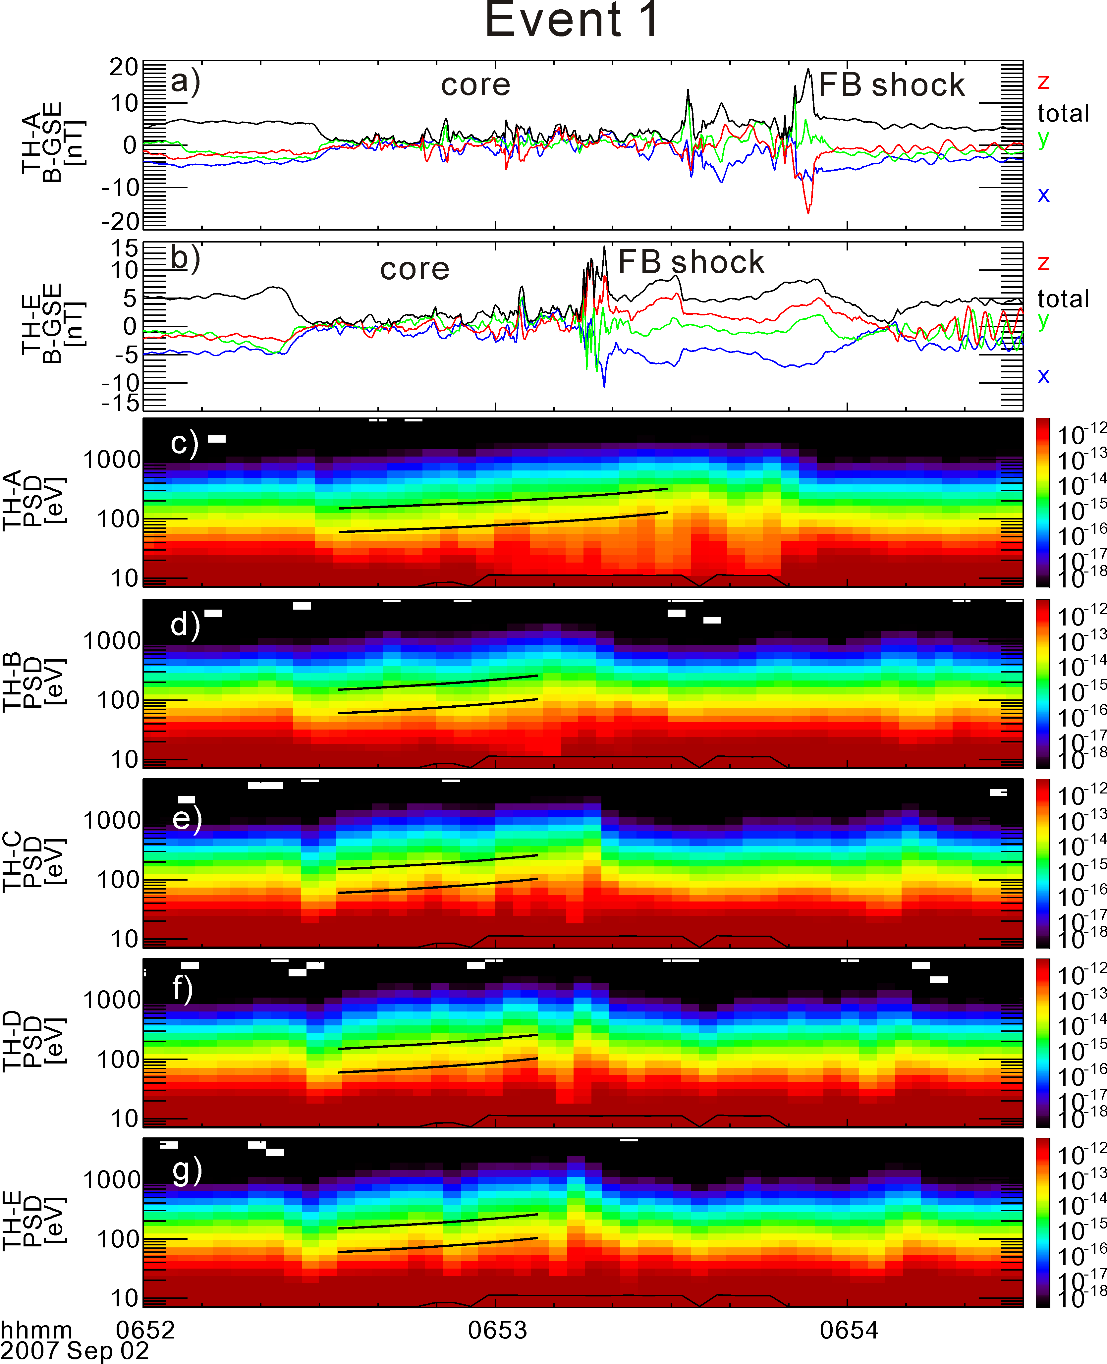 Event 1
a)
core
FB shock
TH-A
B-GSE
[nT]
20
10
0
-10
-20
z
total
y
x
b)
core
FB shock
TH-E
B-GSE
[nT]
15
10
5
0
-5
-10
-15
z
total
y
x
c)
TH-A
PSD
[eV]
1000
100
10
10-12
10-13
10-14
10-15
10-16
10-17
10-18
d)
TH-B
PSD
[eV]
1000
100
10
10-12
10-13
10-14
10-15
10-16
10-17
10-18
e)
TH-C
PSD
[eV]
1000
100
10
10-12
10-13
10-14
10-15
10-16
10-17
10-18
f)
TH-D
PSD
[eV]
1000
100
10
10-12
10-13
10-14
10-15
10-16
10-17
10-18
g)
TH-E
PSD
[eV]
1000
100
10
10-12
10-13
10-14
10-15
10-16
10-17
10-18
hhmm 0652 0653 0654
2007 Sep 02